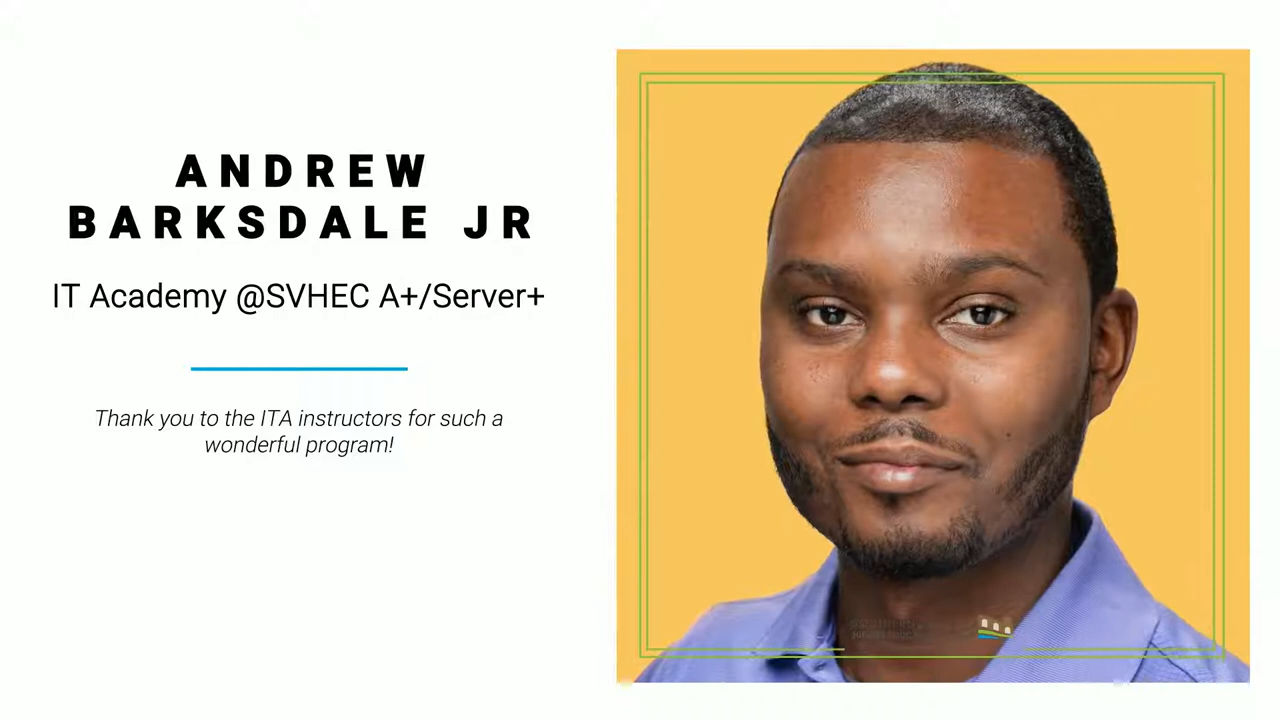 ANDREW
BARKSDALE JR
IT Academy @SVHEC A+/Server+
Thank you to the ITA instructors for such a
wonderful program!